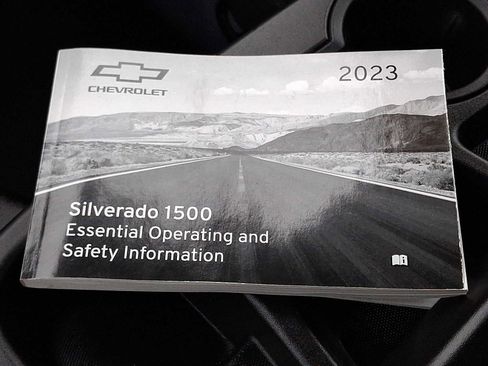 CHEVROLET
2023
Silverado 1500
Essential Operating and
Safety Information